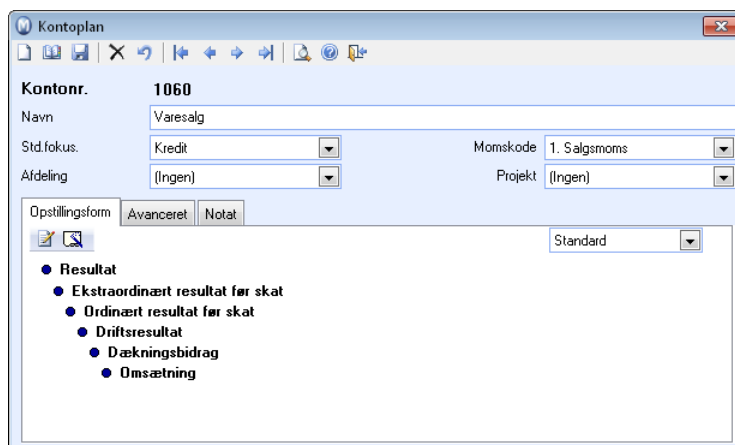 Kontoplan
Kontonr. 1060
Navn Varesalg
Std.fokus. Kredit Momskode 1. Salgsmoms
Afdeling (Ingen) Projekt (Ingen)
Opstillingsform Avanceret Notat
Standard
Resultat
Ekstraordinært resultat før skat
Ordinært resultat før skat
Driftsresultat
Dækningsbidrag
Omsætning